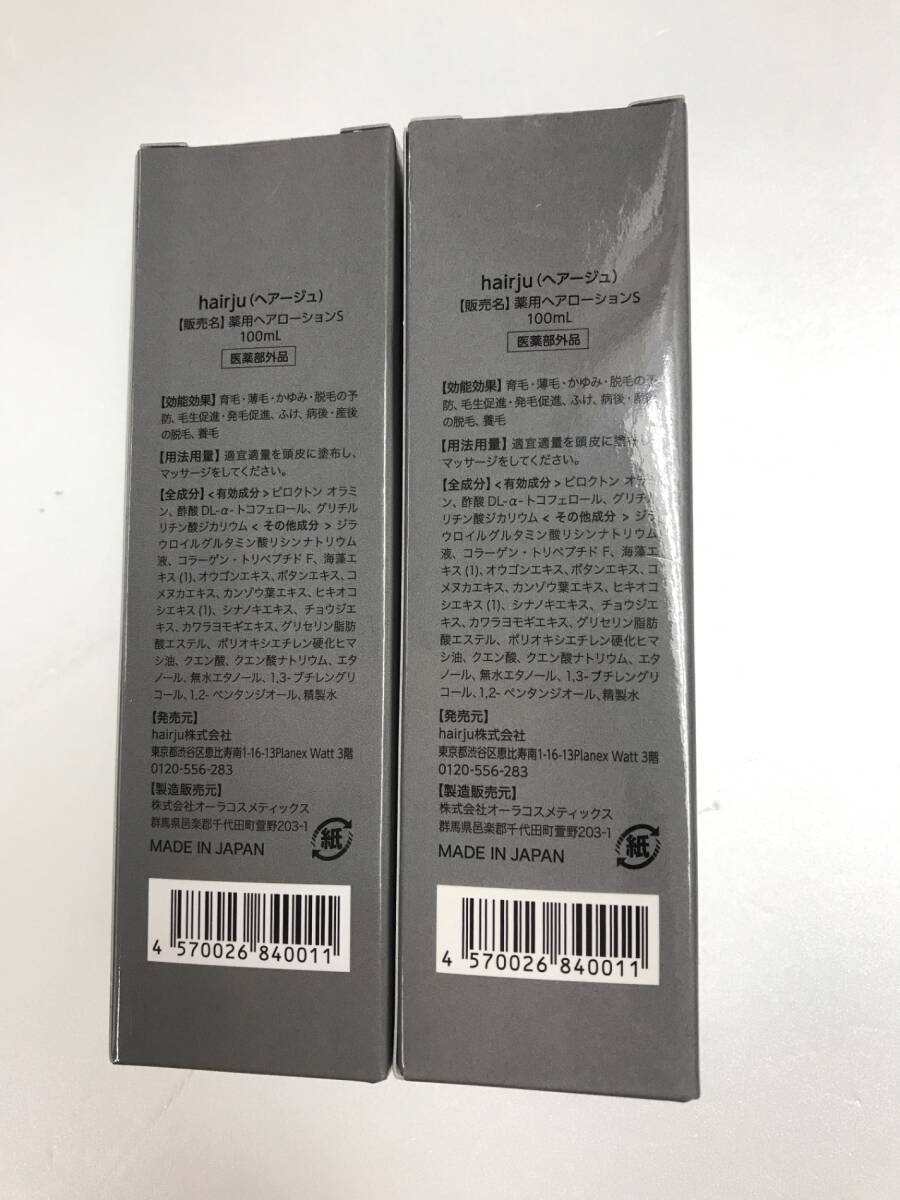 hairju（ヘアージュ）
【販売名】薬用ヘアローションS
100mL
医薬部外品
【効能効果】育毛・薄毛・かゆみ・脱毛の予
防、毛生促進・発毛促進、ふけ、病後・産後
の脱毛、養毛
【用法用量】適宜適量を頭皮に塗布し、
マッサージをしてください。
【全成分】＜有効成分＞ピロクトン オラミ
ン、酢酸 DL-α-トコフェロール、グリチル
リチン酸ジカリウム＜その他成分＞ジラ
ウロイルグルタミン酸リシンナトリウム
液、コラーゲン・トリペプチド F、海藻エ
キス(1)、オウゴンエキス、ボタンエキス、コ
メヌカエキス、カンゾウ葉エキス、ヒキオコ
シエキス(1)、シナノキエキス、チョウジエ
キス、カワラヨモギエキス、グリセリン脂肪
酸エステル、ポリオキシエチレン硬化ヒマ
シ油、クエン酸、クエン酸ナトリウム、エタ
ノール、無水エタノール、1,3-ブチレングリ
コール、1,2-ペンタンジオール、精製水
【発売元】
hairju株式会社
東京都渋谷区恵比寿南1-16-13Planex Watt 3階
0120-556-283
【製造販売元】
株式会社オーラコスメティックス
群馬県邑楽郡千代田町萱野203-1
MADE IN JAPAN
紙
4 570026 840011
hairju（ヘアージュ）
【販売名】薬用ヘアローションS
100mL
医薬部外品
【効能効果】育毛・薄毛・かゆみ・脱毛の予
防、毛生促進・発毛促進、ふけ、病後・産
の脱毛、養毛
【用法用量】適宜適量を頭皮に塗布し、
マッサージをしてください。
【全成分】＜有効成分＞ピロクトン オラミ
ン、酢酸 DL-α-トコフェロール、グリチル
リチン酸ジカリウム＜その他成分＞ジラ
ウロイルグルタミン酸リシンナトリウム
液、コラーゲン・トリペプチド F、海藻エ
キス(1)、オウゴンエキス、ボタンエキス、コ
メヌカエキス、カンゾウ葉エキス、ヒキオコ
シエキス(1)、シナノキエキス、チョウジエ
キス、カワラヨモギエキス、グリセリン脂肪
酸エステル、ポリオキシエチレン硬化ヒマ
シ油、クエン酸、クエン酸ナトリウム、エタ
ノール、無水エタノール、1,3-ブチレングリ
コール、1,2-ペンタンジオール、精製水
【発売元】
hairju株式会社
東京都渋谷区恵比寿南1-16-13Planex Watt 3階
0120-556-283
【製造販売元】
株式会社オーラコスメティックス
群馬県邑楽郡千代田町萱野203-1
MADE IN JAPAN
紙
4 570026 840011